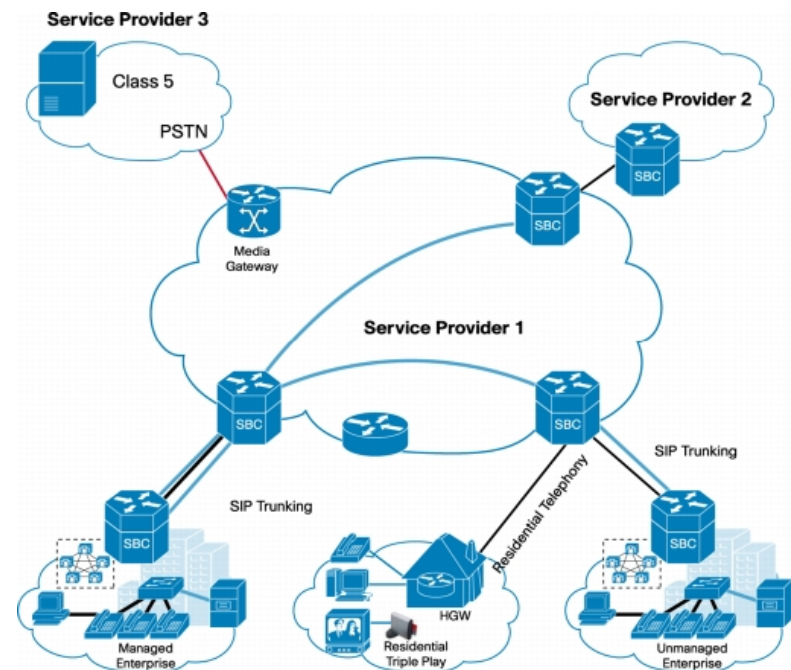 Service Provider 3
Class 5
PSTN
Service Provider 2
SBC
SBC
Media
Gateway
Service Provider 1
SBC
SBC
SIP Trunking
SIP Trunking
Residential Telephony
SBC
SBC
HGW
Managed
Enterprise
Residential
Triple Play
Unmanaged
Enterprise